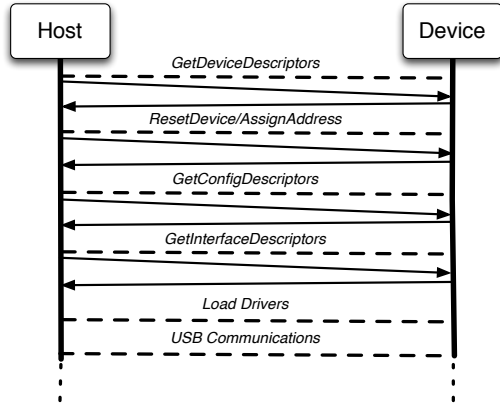 Host
Device
GetDeviceDescriptors
ResetDevice/AssignAddress
GetConfigDescriptors
GetInterfaceDescriptors
Load Drivers
USB Communications